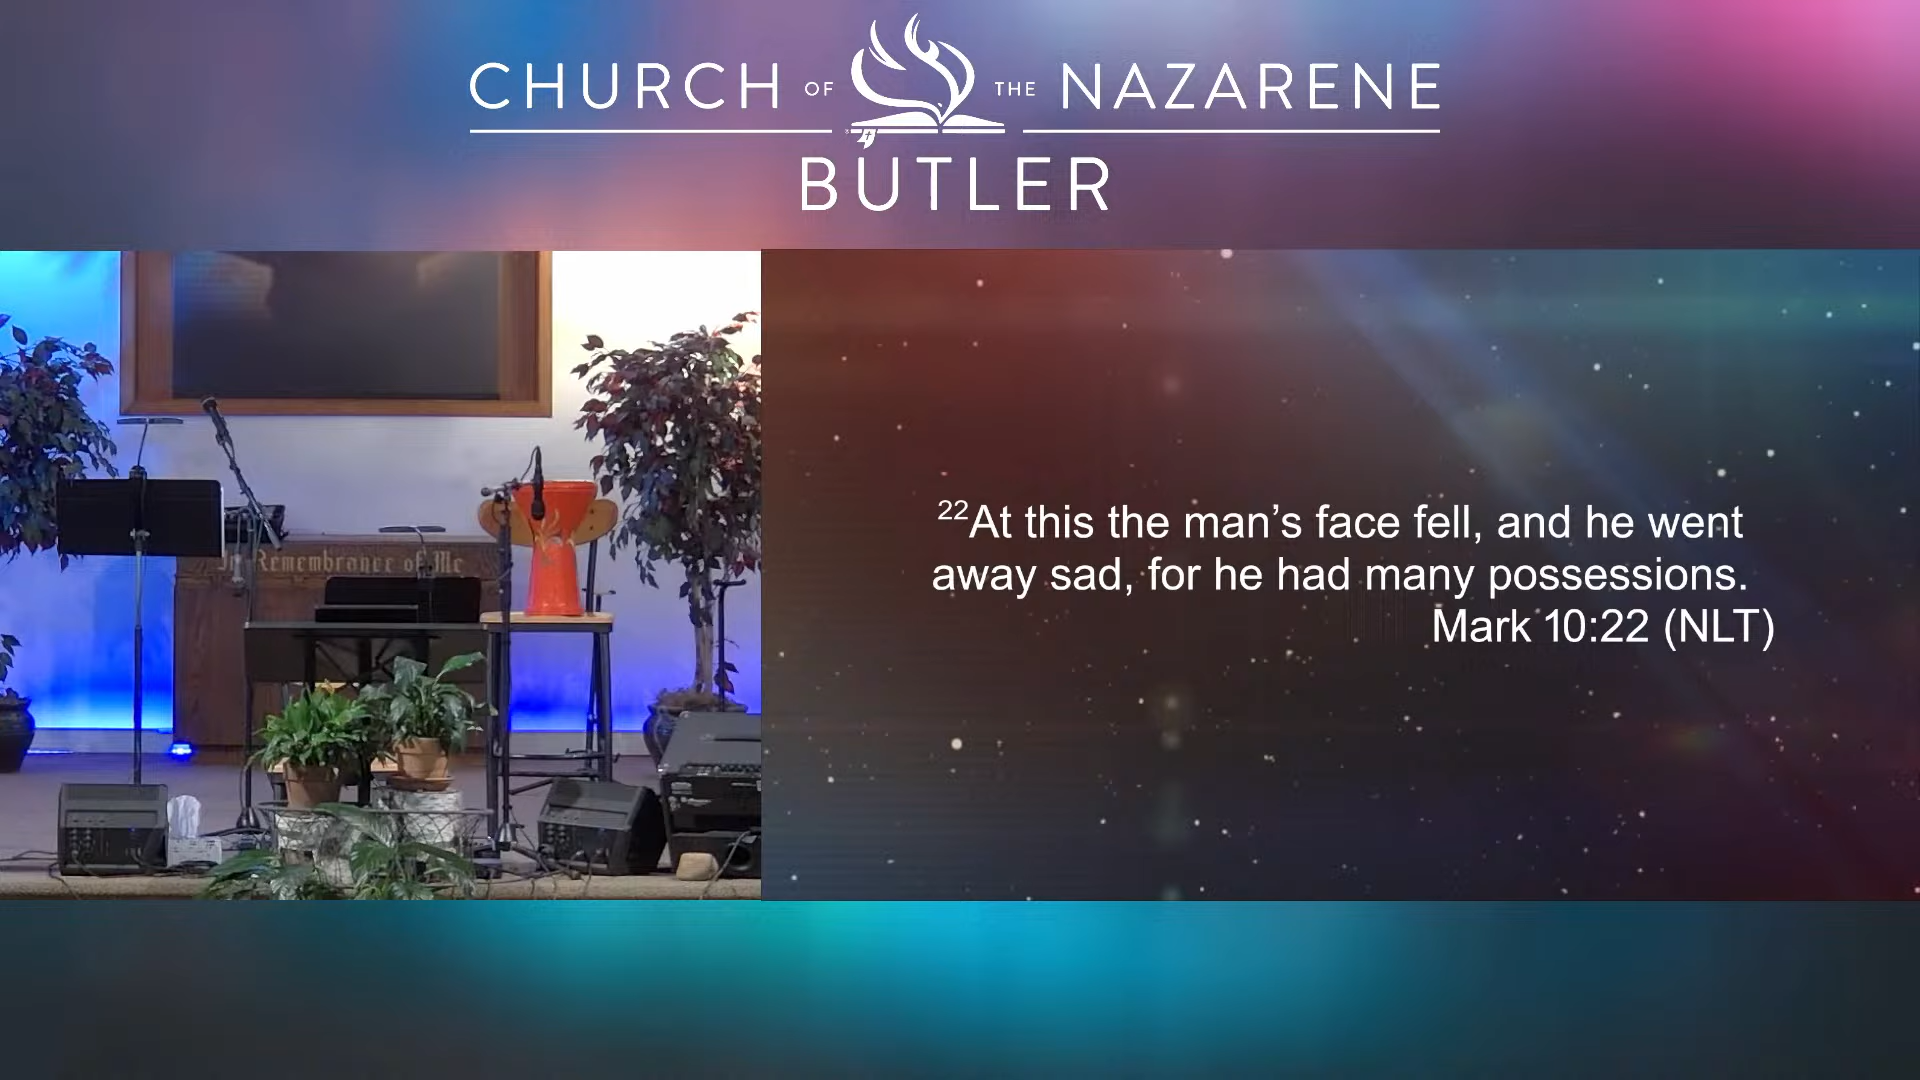 CHURCH OF THE NAZARENE
BUTLER
In Remembrance of Me
²²At this the man’s face fell, and he went
away sad, for he had many possessions.
Mark 10:22 (NLT)